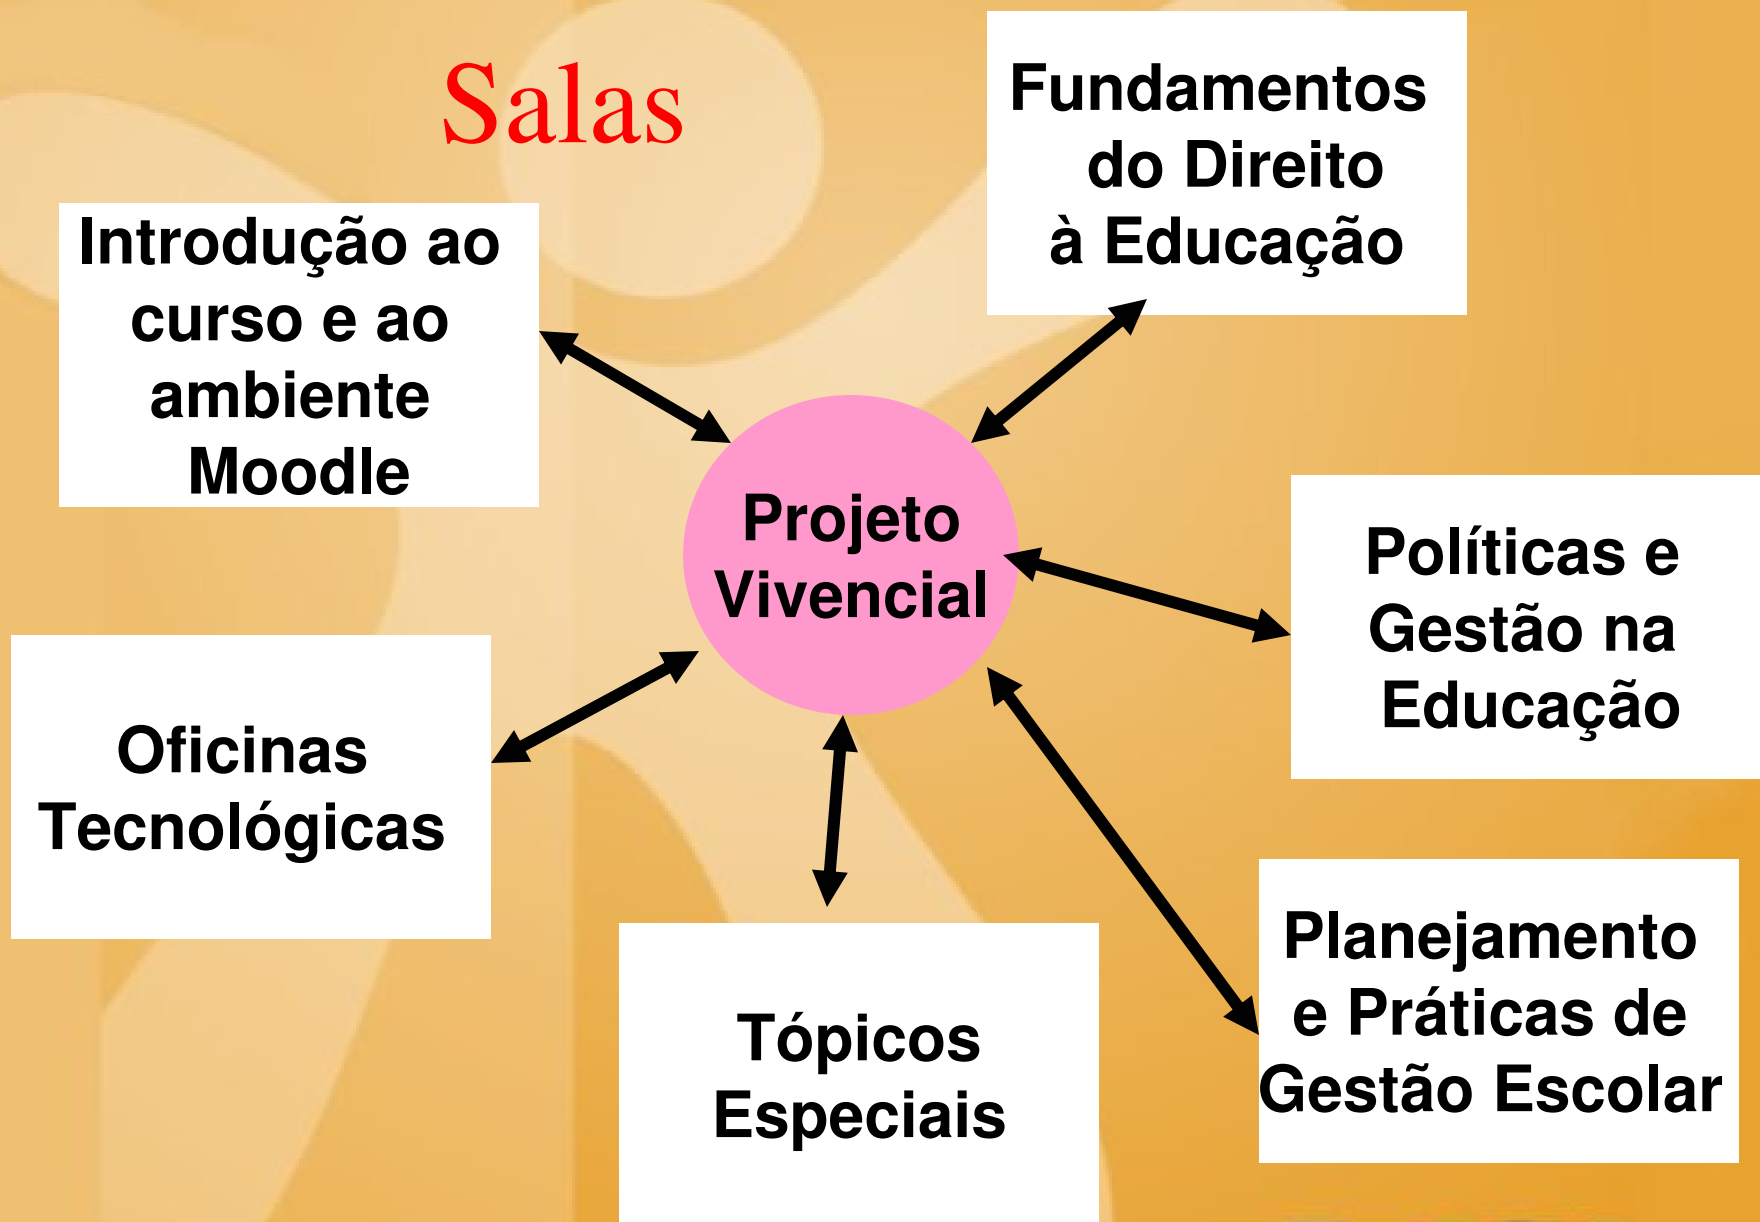 Salas
Fundamentos
do Direito
à Educação
Introdução ao
curso e ao
ambiente
Moodle
Projeto
Vivencial
Políticas e
Gestão na
Educação
Oficinas
Tecnológicas
Planejamento
e Práticas de
Gestão Escolar
Tópicos
Especiais